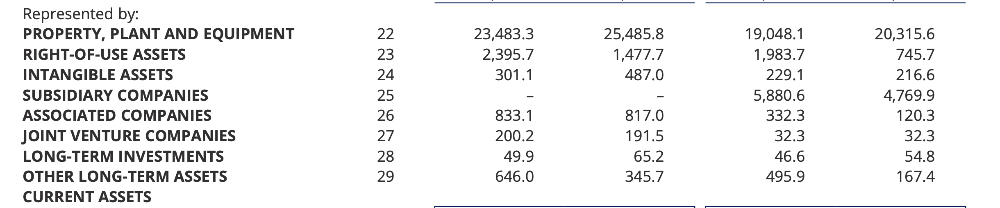 Represented by:
PROPERTY, PLANT AND EQUIPMENT 22 23,483.3 25,485.8 19,048.1 20,315.6
RIGHT-OF-USE ASSETS 23 2,395.7 1,477.7 1,983.7 745.7
INTANGIBLE ASSETS 24 301.1 487.0 229.1 216.6
SUBSIDIARY COMPANIES 25 – – 5,880.6 4,769.9
ASSOCIATED COMPANIES 26 833.1 817.0 332.3 120.3
JOINT VENTURE COMPANIES 27 200.2 191.5 32.3 32.3
LONG-TERM INVESTMENTS 28 49.9 65.2 46.6 54.8
OTHER LONG-TERM ASSETS 29 646.0 345.7 495.9 167.4
CURRENT ASSETS